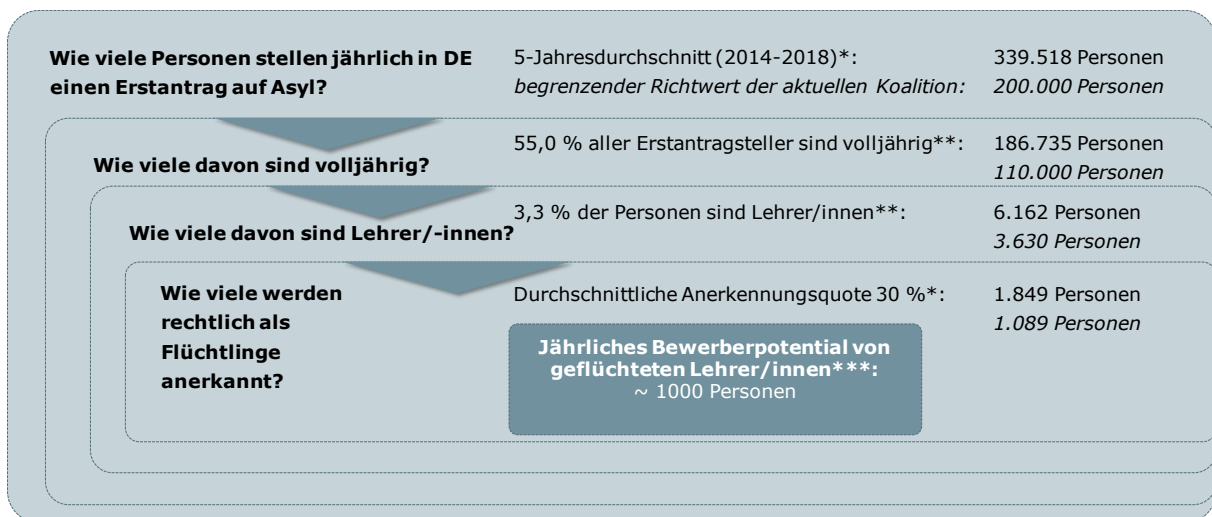 Wie viele Personen stellen jährlich in DE
einen Erstantrag auf Asyl?
5-Jahresdurchschnitt (2014-2018)*: 339.518 Personen
begrenzender Richtwert der aktuellen Koalition: 200.000 Personen
Wie viele davon sind volljährig?
55,0 % aller Erstantragsteller sind volljährig**: 186.735 Personen
110.000 Personen
Wie viele davon sind Lehrer/-innen?
3,3 % der Personen sind Lehrer/innen**: 6.162 Personen
3.630 Personen
Wie viele werden
rechtlich als
Flüchtlinge
anerkannt?
Durchschnittliche Anerkennungsquote 30 %*: 1.849 Personen
1.089 Personen
Jährliches Bewerberpotential von
geflüchteten Lehrer/innen***:
~ 1000 Personen